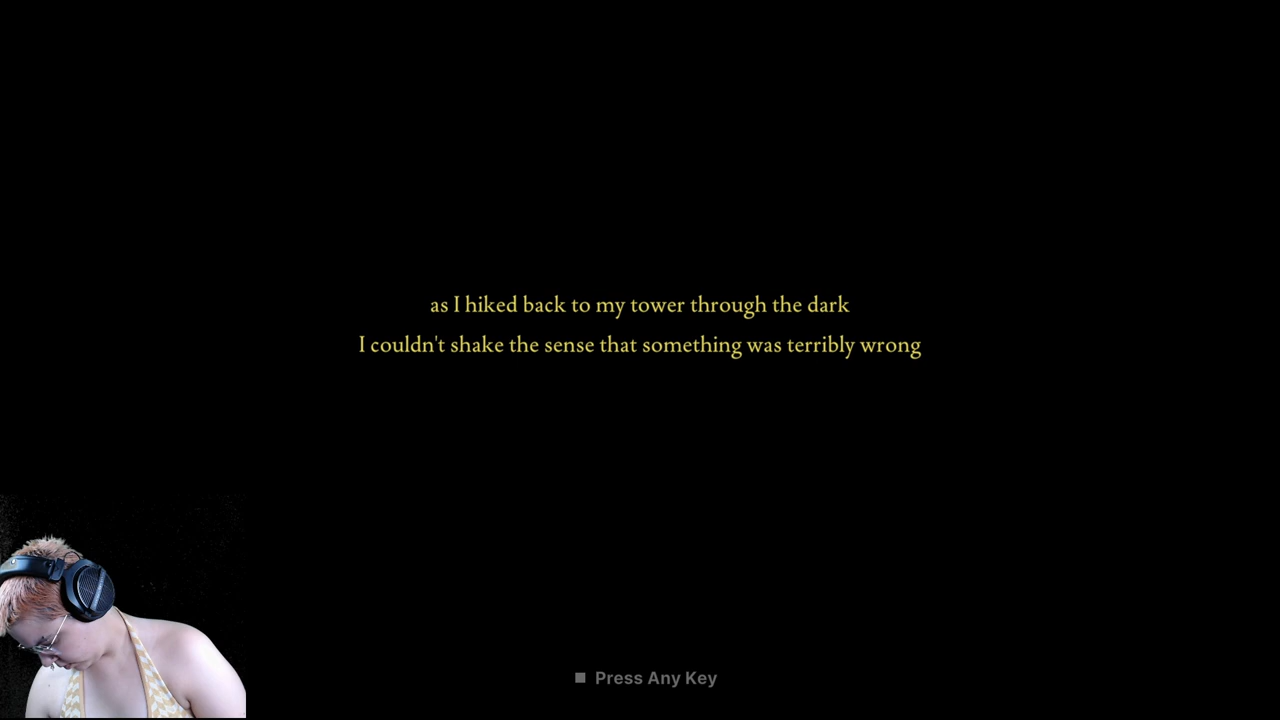 as I hiked back to my tower through the dark
I couldn't shake the sense that something was terribly wrong
Press Any Key